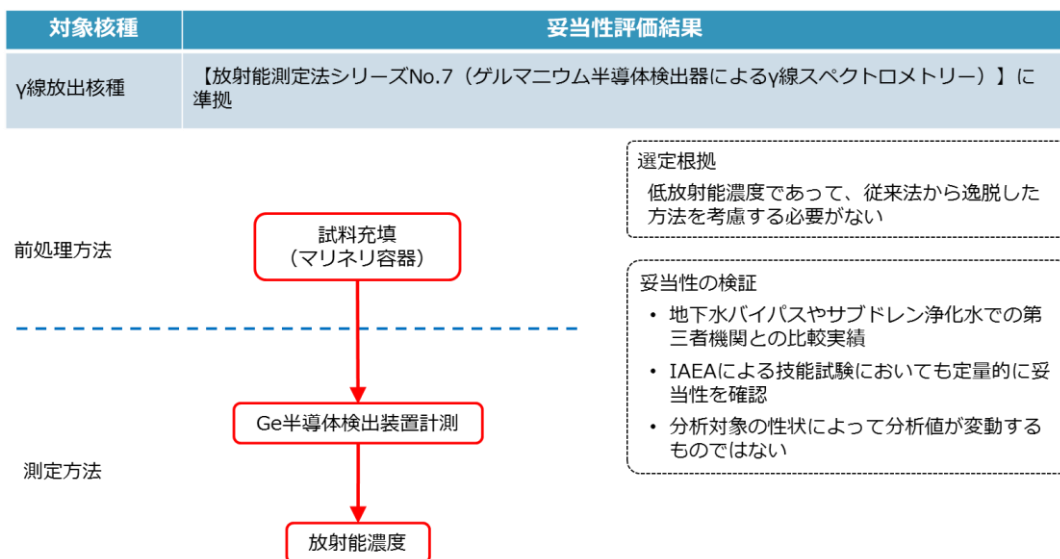 対象核種
妥当性評価結果
γ線放出核種
【放射能測定法シリーズNo.7（ゲルマニウム半導体検出器によるγ線スペクトロメトリー）】に
準拠
前処理方法
試料充填
（マリネリ容器）
選定根拠
低放射能濃度であって、従来法から逸脱した
方法を考慮する必要がない
妥当性の検証
• 地下水バイパスやサブドレン浄化水での第
三者機関との比較実績
• IAEAによる技能試験においても定量的に妥
当性を確認
• 分析対象の性状によって分析値が変動する
ものではない
測定方法
Ge半導体検出装置計測
放射能濃度